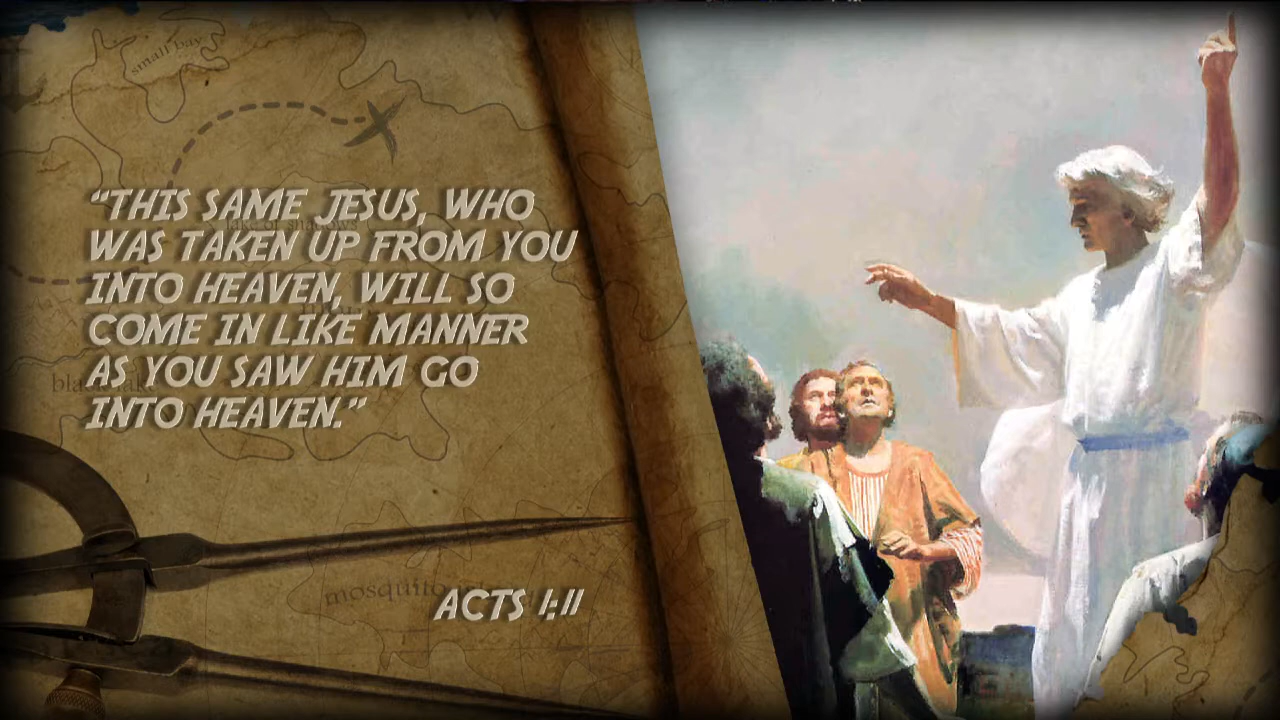 small bay
"THIS SAME JESUS, WHO
WAS TAKEN UP FROM YOU
INTO HEAVEN, WILL SO
COME IN LIKE MANNER
AS YOU SAW HIM GO
INTO HEAVEN."
ACTS 1:11